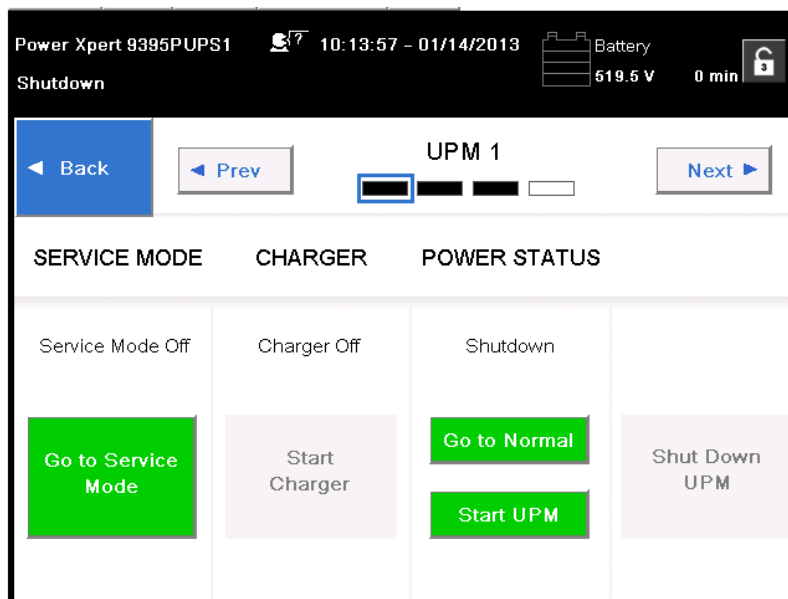 Power Xpert 9395PUPS1 ? 10:13:57 - 01/14/2013 Battery
Shutdown 519.5 V 0 min 3
Back Prev UPM 1 Next
SERVICE MODE CHARGER POWER STATUS
Service Mode Off Charger Off Shutdown
Go to Service Mode
Start Charger
Go to Normal
Start UPM
Shut Down UPM